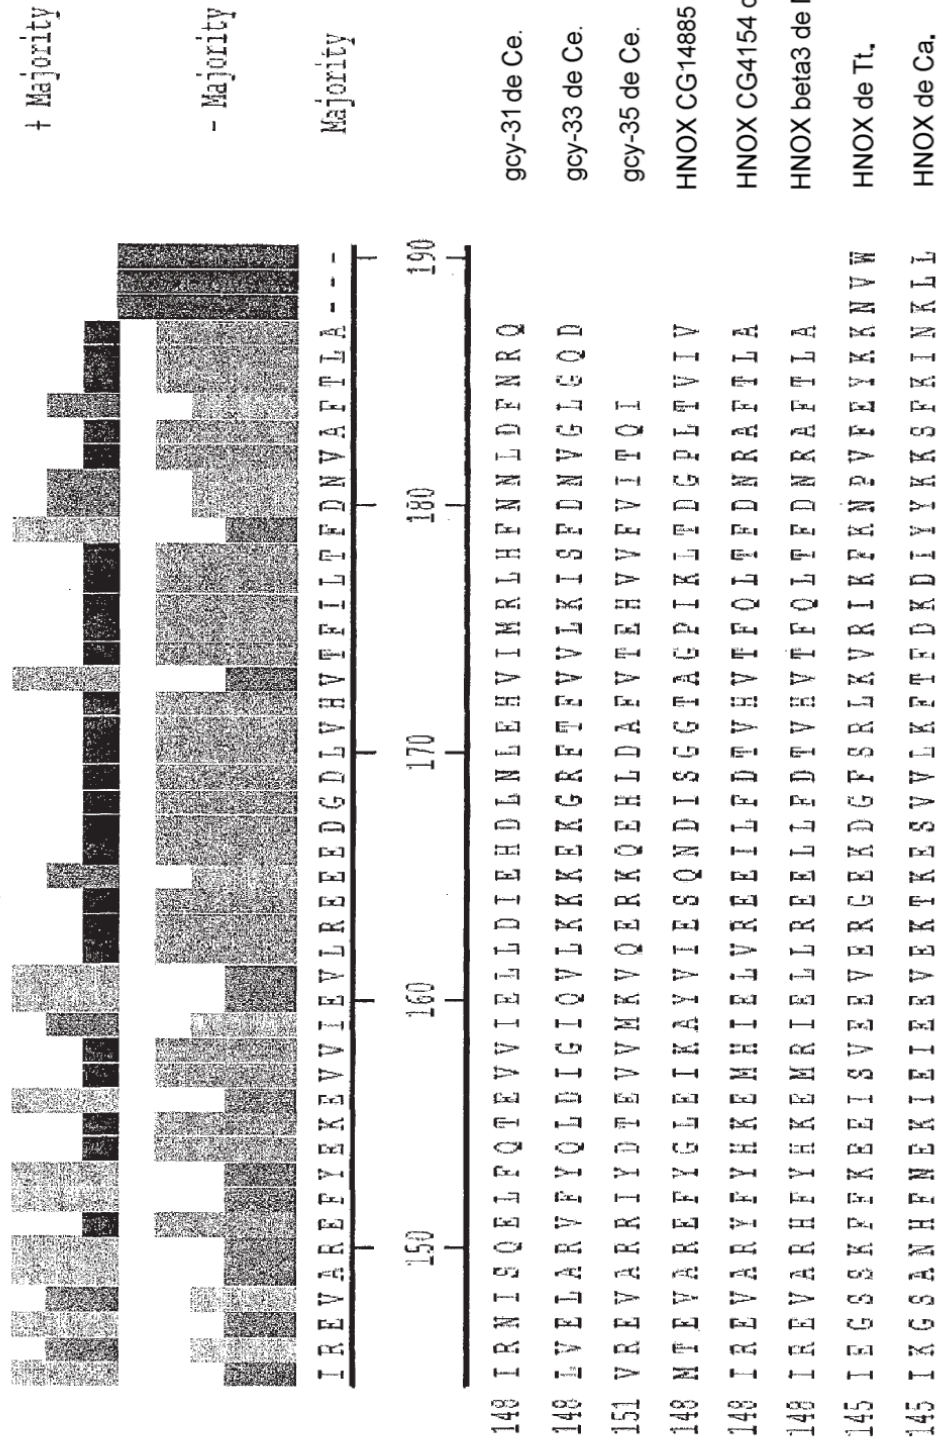 + Majority
- Majority
I R E V A R E F Y E K E V V I E V L R E E E D G D L V H V T F I L T F D N V A F T L A - - - Majority
150 160 170 180 190
148 I R N I S Q E L F Q T E V V I E L L D I E H D L N L E H V I M R L H F N N L D F N R Q gcy-31 de Ce.
148 L V E L A R V F Y Q L D I G I Q V L K K K E K G R F T F V V L K I S F D N V G L G Q D gcy-33 de Ce.
151 V R E V A R R I Y D T E V V M K V Q E R K Q E H L D A F V T E H V V F V I T Q I gcy-35 de Ce.
148 M T E V A R E F Y G L E I K A Y V I E S Q N D I S G G T A G P I K L T D G P L T V I V HNOX CG14885
148 I R E V A R Y F Y H K E M H I E L V R E E I L F D T V H V T F Q L T F D N R A F T L A HNOX CG4154
148 I R E V A R H F Y H K E M R I E L L R E E L L F D T V H V T F Q L T F D N R A F T L A HNOX beta3 de
145 I E G S S K F F K E E I S V E E V E R G E K D G F S R L K V R I K F K N P V F E Y K K N V W HNOX de Tt.
145 I K G S A N H F N E K I E I E E V E K T K E S V V L K F T F D K D I Y Y K K S F K I N K L L HNOX de Ca.